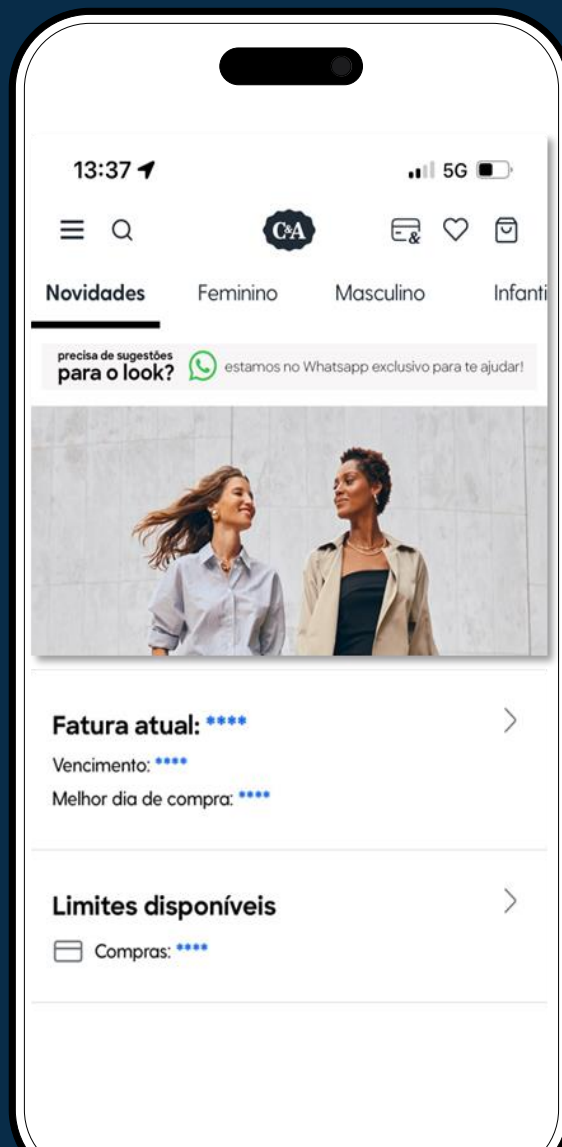 13:37 5G
C&A &
Novidades Feminino Masculino Infanti
precisa de sugestões
para o look? estamos no Whatsapp exclusivo para te ajudar!
Fatura atual: ****
Vencimento: ****
Melhor dia de compra: ****
Limites disponíveis
Compras: ****